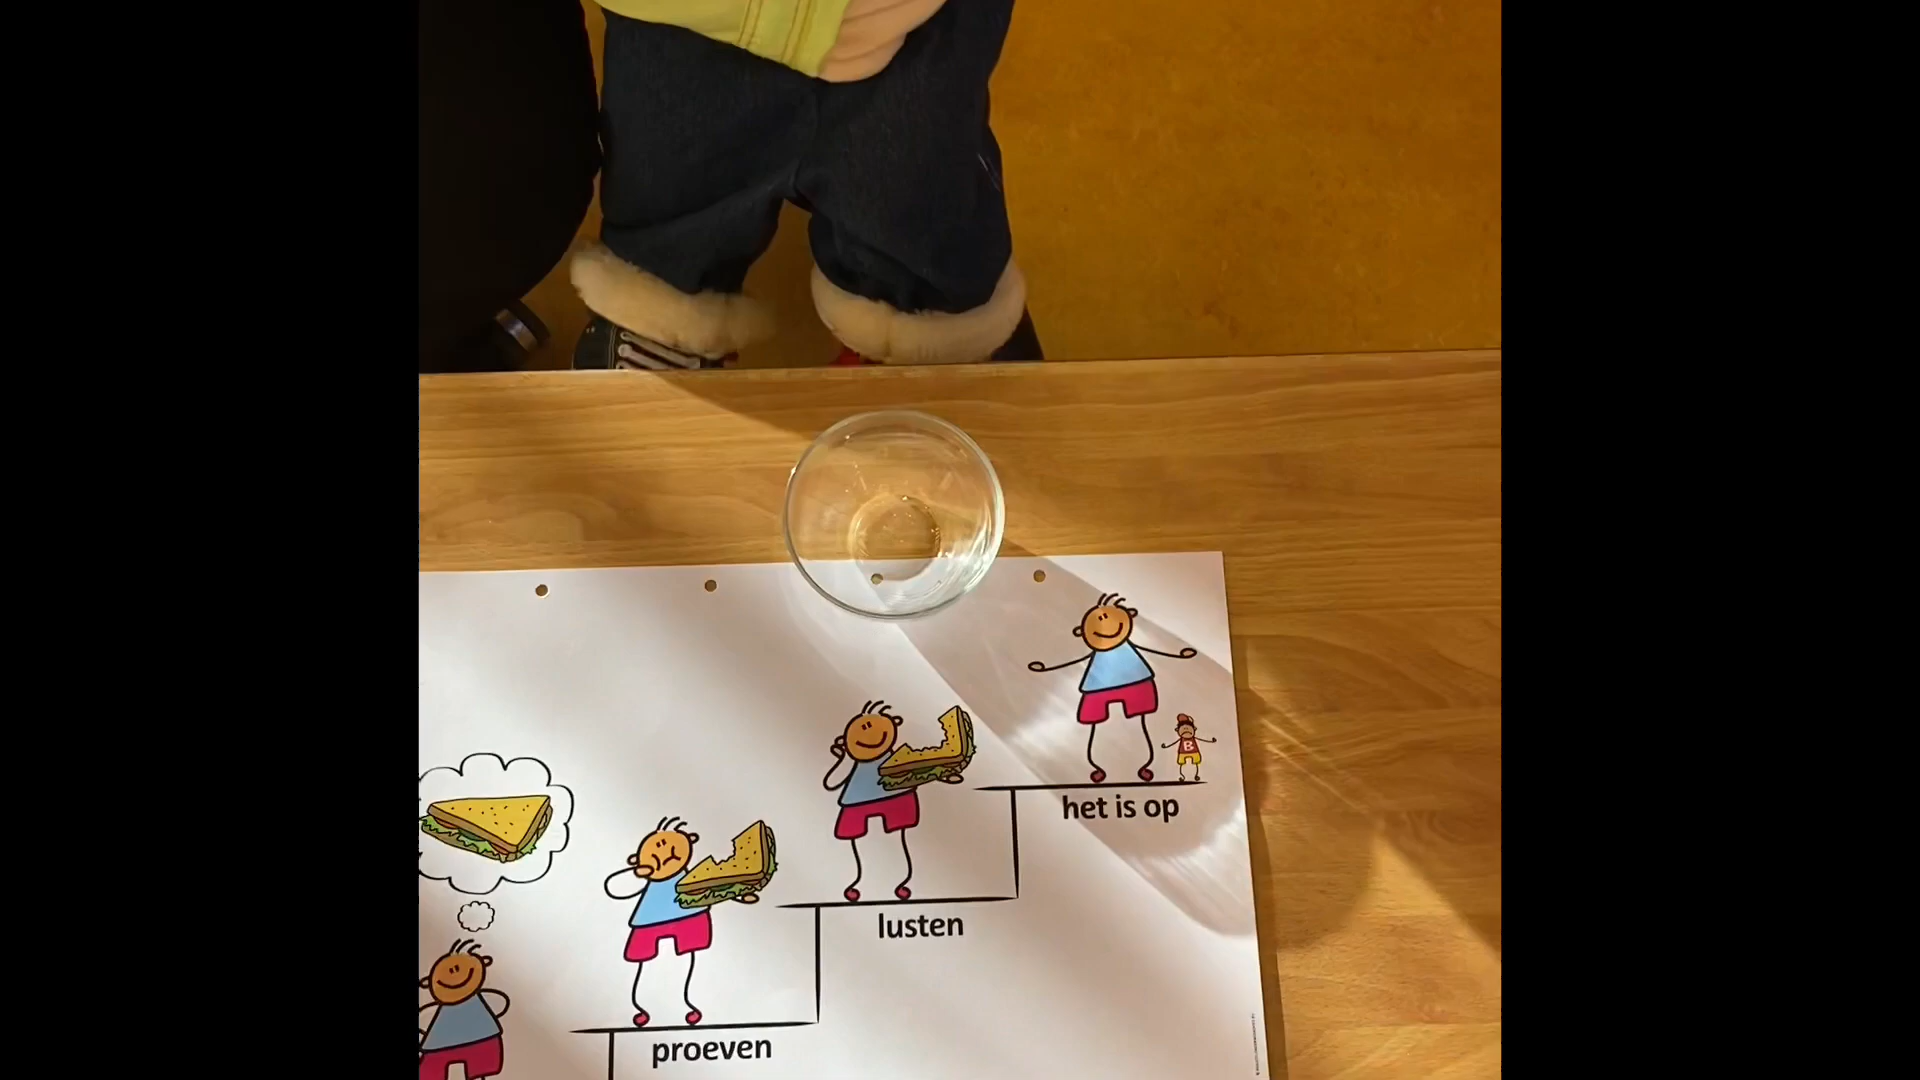 B
het is op
lusten
proeven